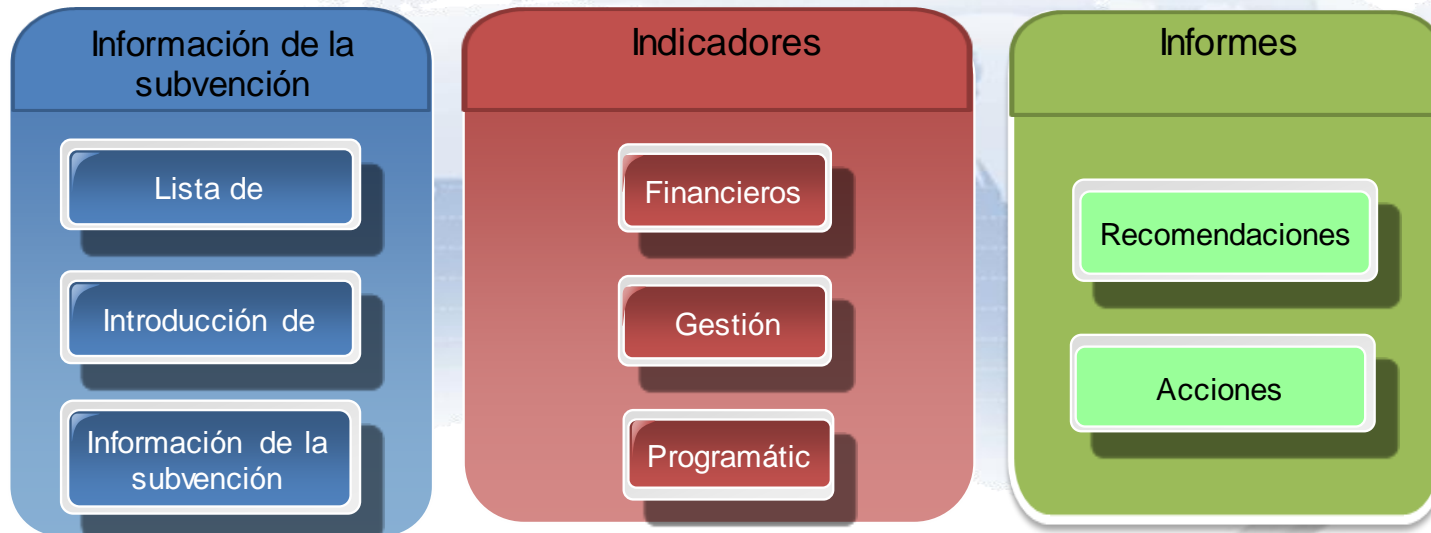 Información de la
subvención
Lista de
Introducción de
Información de la
subvención
Indicadores
Financieros
Gestión
Programátic
Informes
Recomendaciones
Acciones